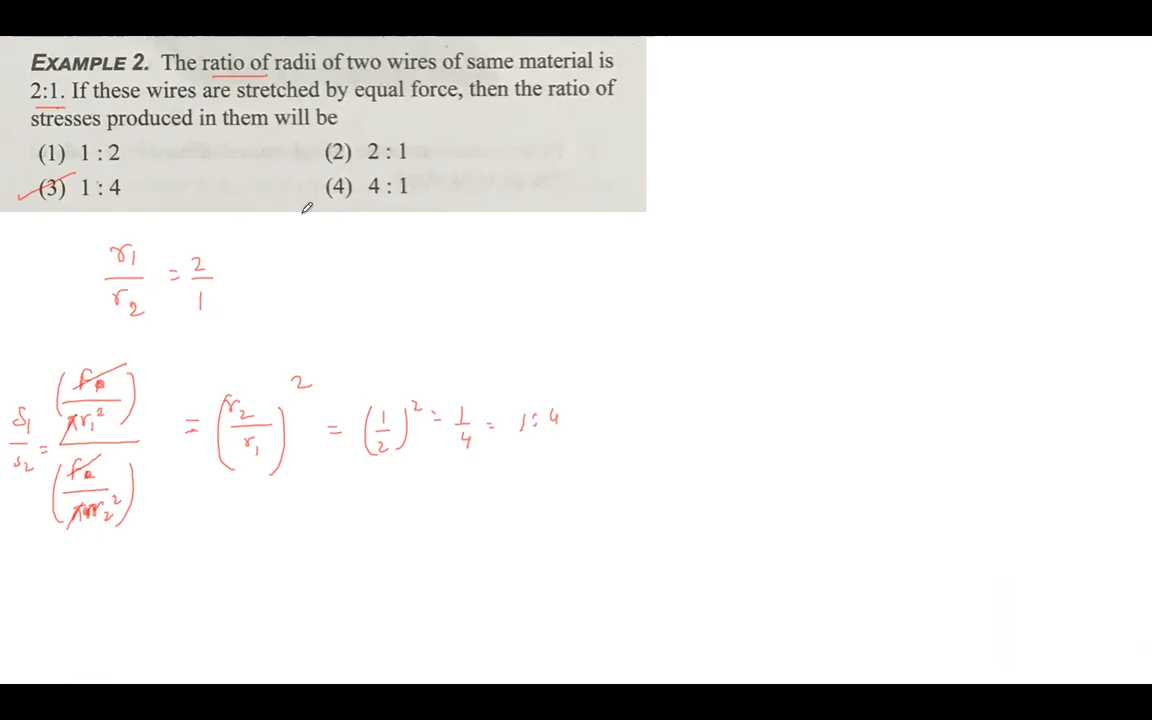 EXAMPLE 2. The ratio of radii of two wires of same material is
2:1. If these wires are stretched by equal force, then the ratio of
stresses produced in them will be
(1) 1 : 2 (2) 2 : 1
(3) 1 : 4 (4) 4 : 1
r1/r2 = 2/1
S1/S2 = (f/πr1²)/(f/πr2²) = (r2/r1)² = (1/2)² = 1/4 = 1:4